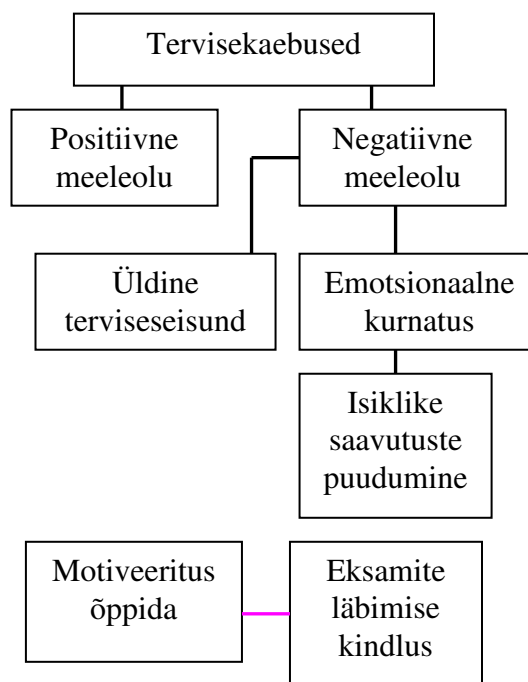 Tervisekaebused
Positiivne
meeleolu
Negatiivne
meeleolu
Üldine
terviseseisund
Emotsionaalne
kurnatus
Isiklike
saavutuste
puudumine
Motiveeritus
õppida
Eksamite
läbimise
kindlus